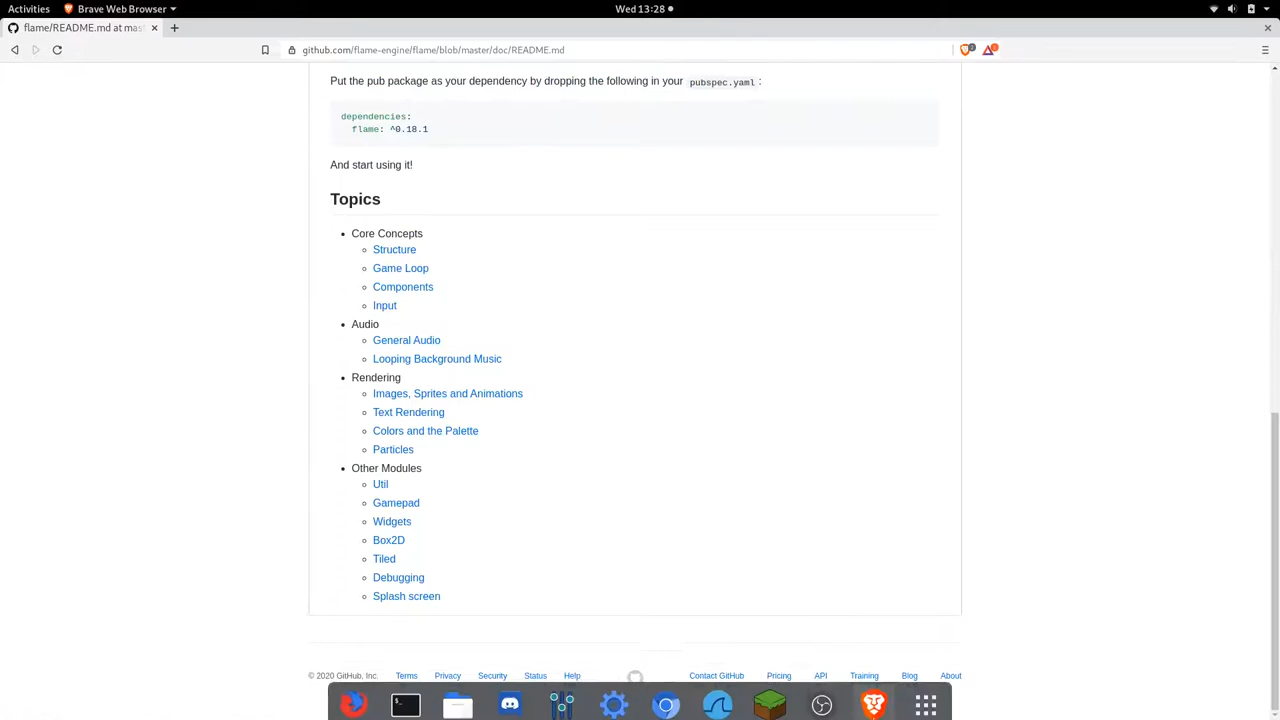 Activities
Brave Web Browser
Wed 13:28
flame/README.md at mas
github.com/flame-engine/flame/blob/master/doc/README.md
Put the pub package as your dependency by dropping the following in your pubspec.yaml :
dependencies:
flame: ^0.18.1
And start using it!
Topics
Core Concepts
Structure
Game Loop
Components
Input
Audio
General Audio
Looping Background Music
Rendering
Images, Sprites and Animations
Text Rendering
Colors and the Palette
Particles
Other Modules
Util
Gamepad
Widgets
Box2D
Tiled
Debugging
Splash screen
© 2020 GitHub, Inc. Terms Privacy Security Status Help Contact GitHub Pricing API Training Blog About